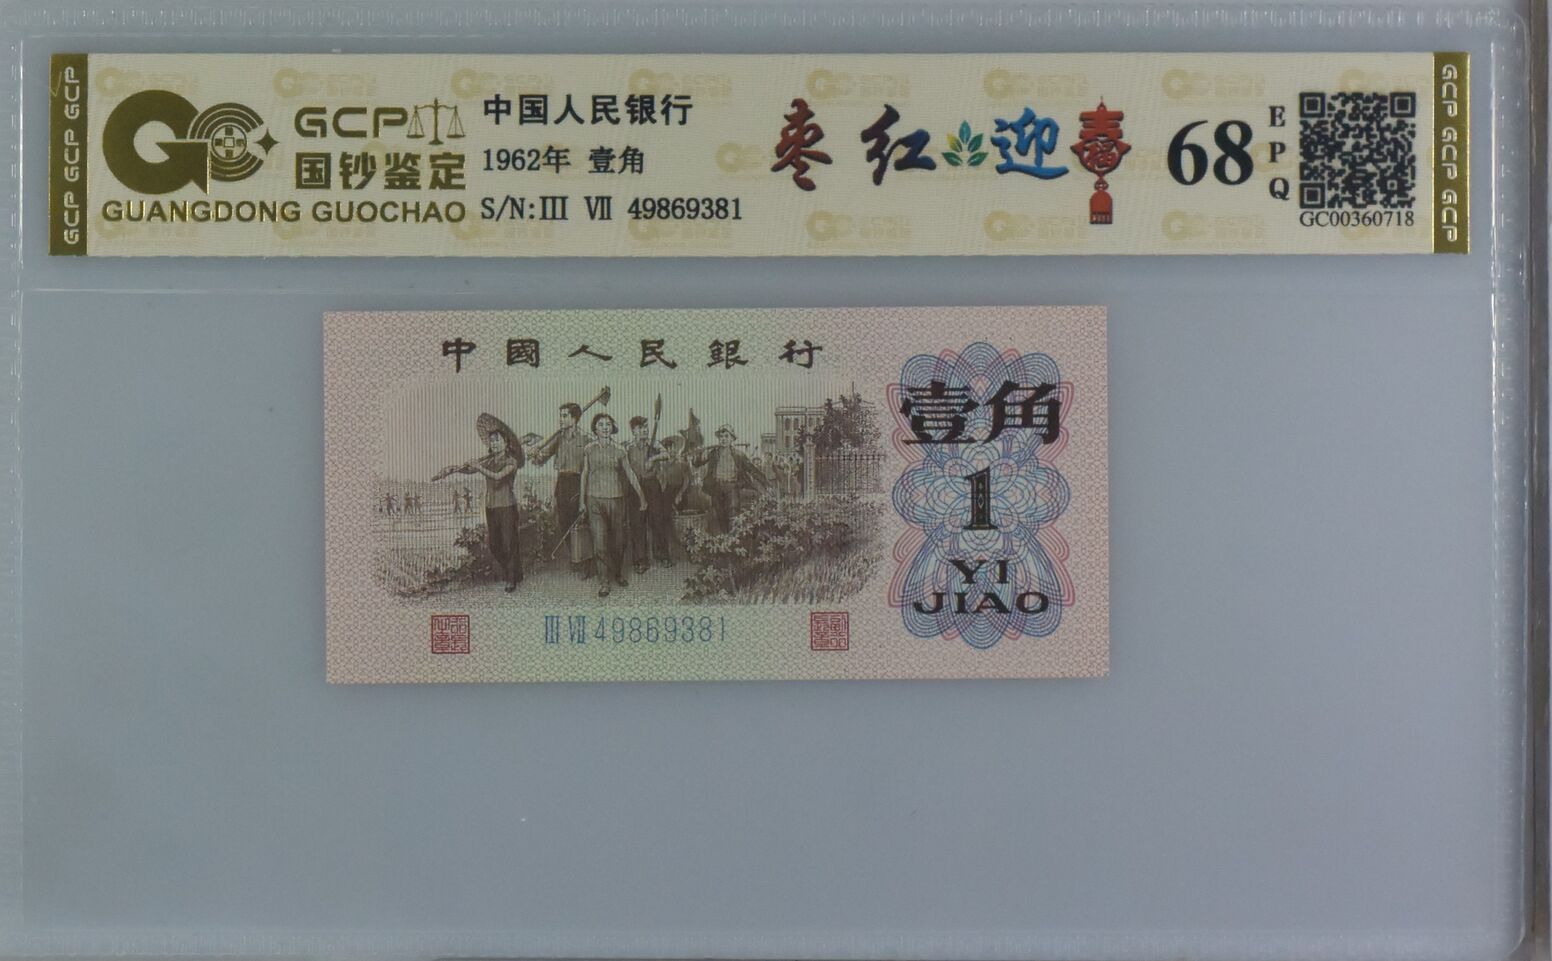 GCP GCP GCP
GCP
国钞鉴定
GUANGDONG GUOCHAO
中国人民银行
1962年 壹角
S/N:Ⅲ Ⅶ 49869381
枣红迎春
福
68
EPQ
GC00360718
GCP GCP GCP
中國人民銀行
壹角
1
YI
JIAO
Ⅲ Ⅶ 49869381